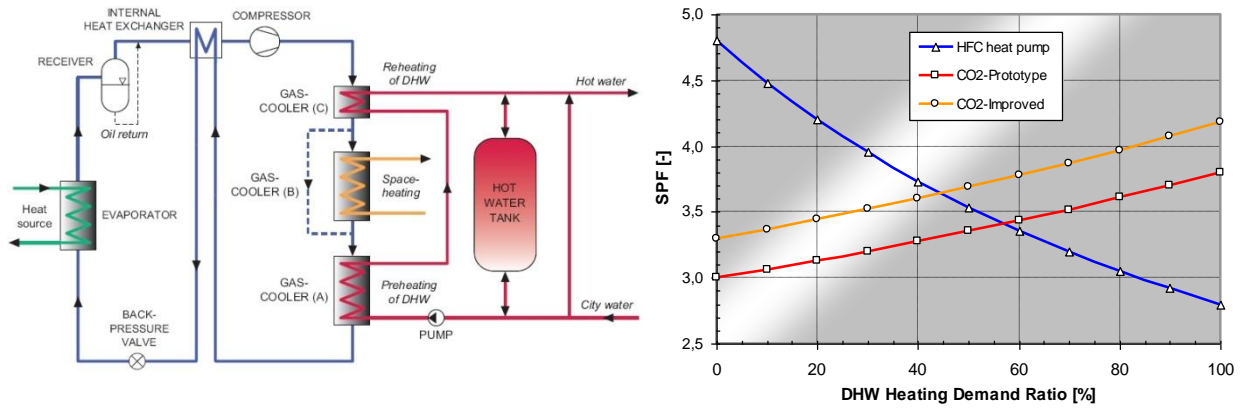 INTERNAL
HEAT EXCHANGER
COMPRESSOR
RECEIVER
Oil return
GAS-
COOLER (C)
Reheating
of DHW
Hot water
GAS-
COOLER (B)
Space-
heating
HOT
WATER
TANK
Heat
source
EVAPORATOR
GAS-
COOLER (A)
Preheating
of DHW
City water
PUMP
BACK-
PRESSURE
VALVE
5,0
4,5
4,0
3,5
3,0
2,5
SPF [-]
HFC heat pump
CO2-Prototype
CO2-Improved
0 20 40 60 80 100
DHW Heating Demand Ratio [%]